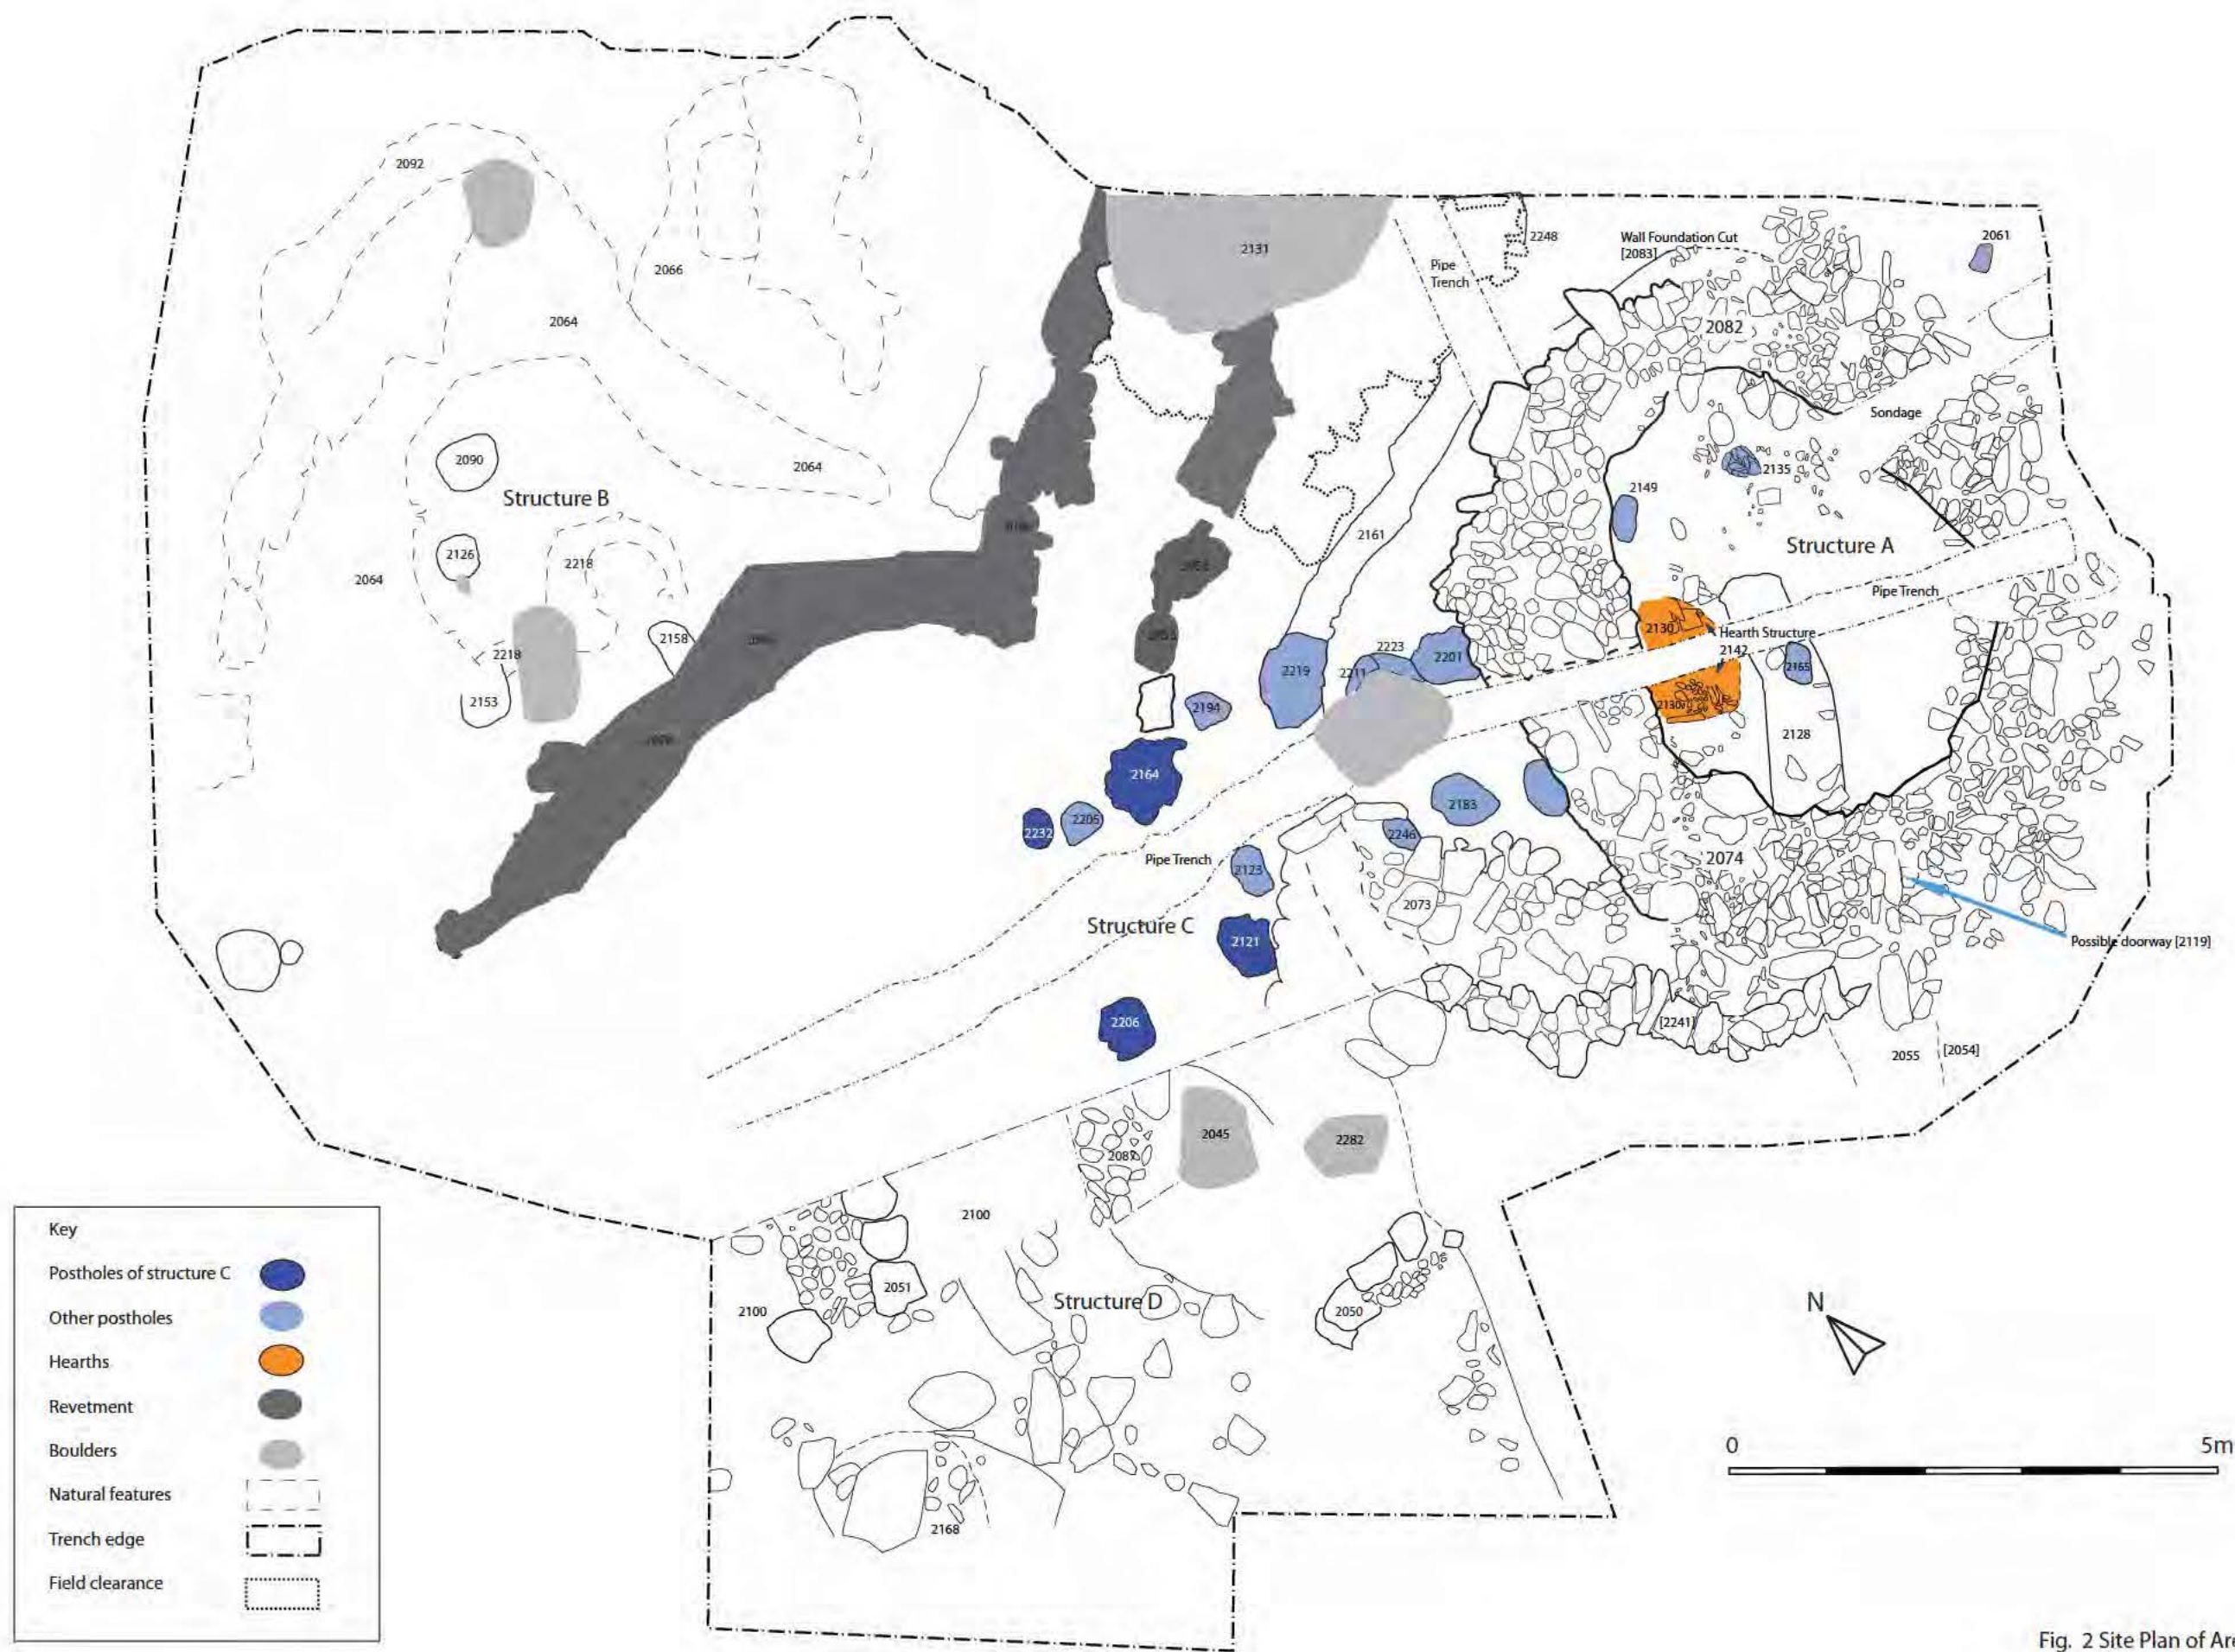 2092
2066
2064
2131
Pipe
Trench
2248
Wall Foundation Cut
[2083]
2061
2082
Sondage
2090
Structure B
2064
2135
2149
2161
Structure A
2126
2218
2064
Pipe Trench
2130
Hearth Structure
2142
2158
2218
2153
2219
2211
2223
2201
2165
2130
2194
2128
2164
2232
2205
2183
2246
Pipe Trench
2123
2074
2073
Structure C
2121
Possible doorway [2119]
2206
[2241]
2055
[2054]
2045
2282
2087
2100
2051
2100
Structure D
2050
2168
Key
Postholes of structure C
Other postholes
Hearths
Revetment
Boulders
Natural features
Trench edge
Field clearance
N
0
5m
Fig. 2 Site Plan of Ar